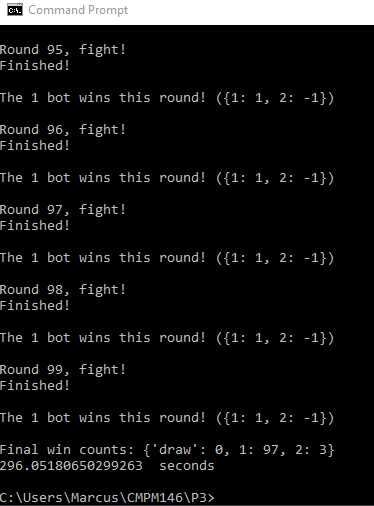 Command Prompt
Round 95, fight!
Finished!
The 1 bot wins this round! ({1: 1, 2: -1})
Round 96, fight!
Finished!
The 1 bot wins this round! ({1: 1, 2: -1})
Round 97, fight!
Finished!
The 1 bot wins this round! ({1: 1, 2: -1})
Round 98, fight!
Finished!
The 1 bot wins this round! ({1: 1, 2: -1})
Round 99, fight!
Finished!
The 1 bot wins this round! ({1: 1, 2: -1})
Final win counts: {'draw': 0, 1: 97, 2: 3}
296.05180650299263  seconds
C:\Users\Marcus\CMPM146\P3>